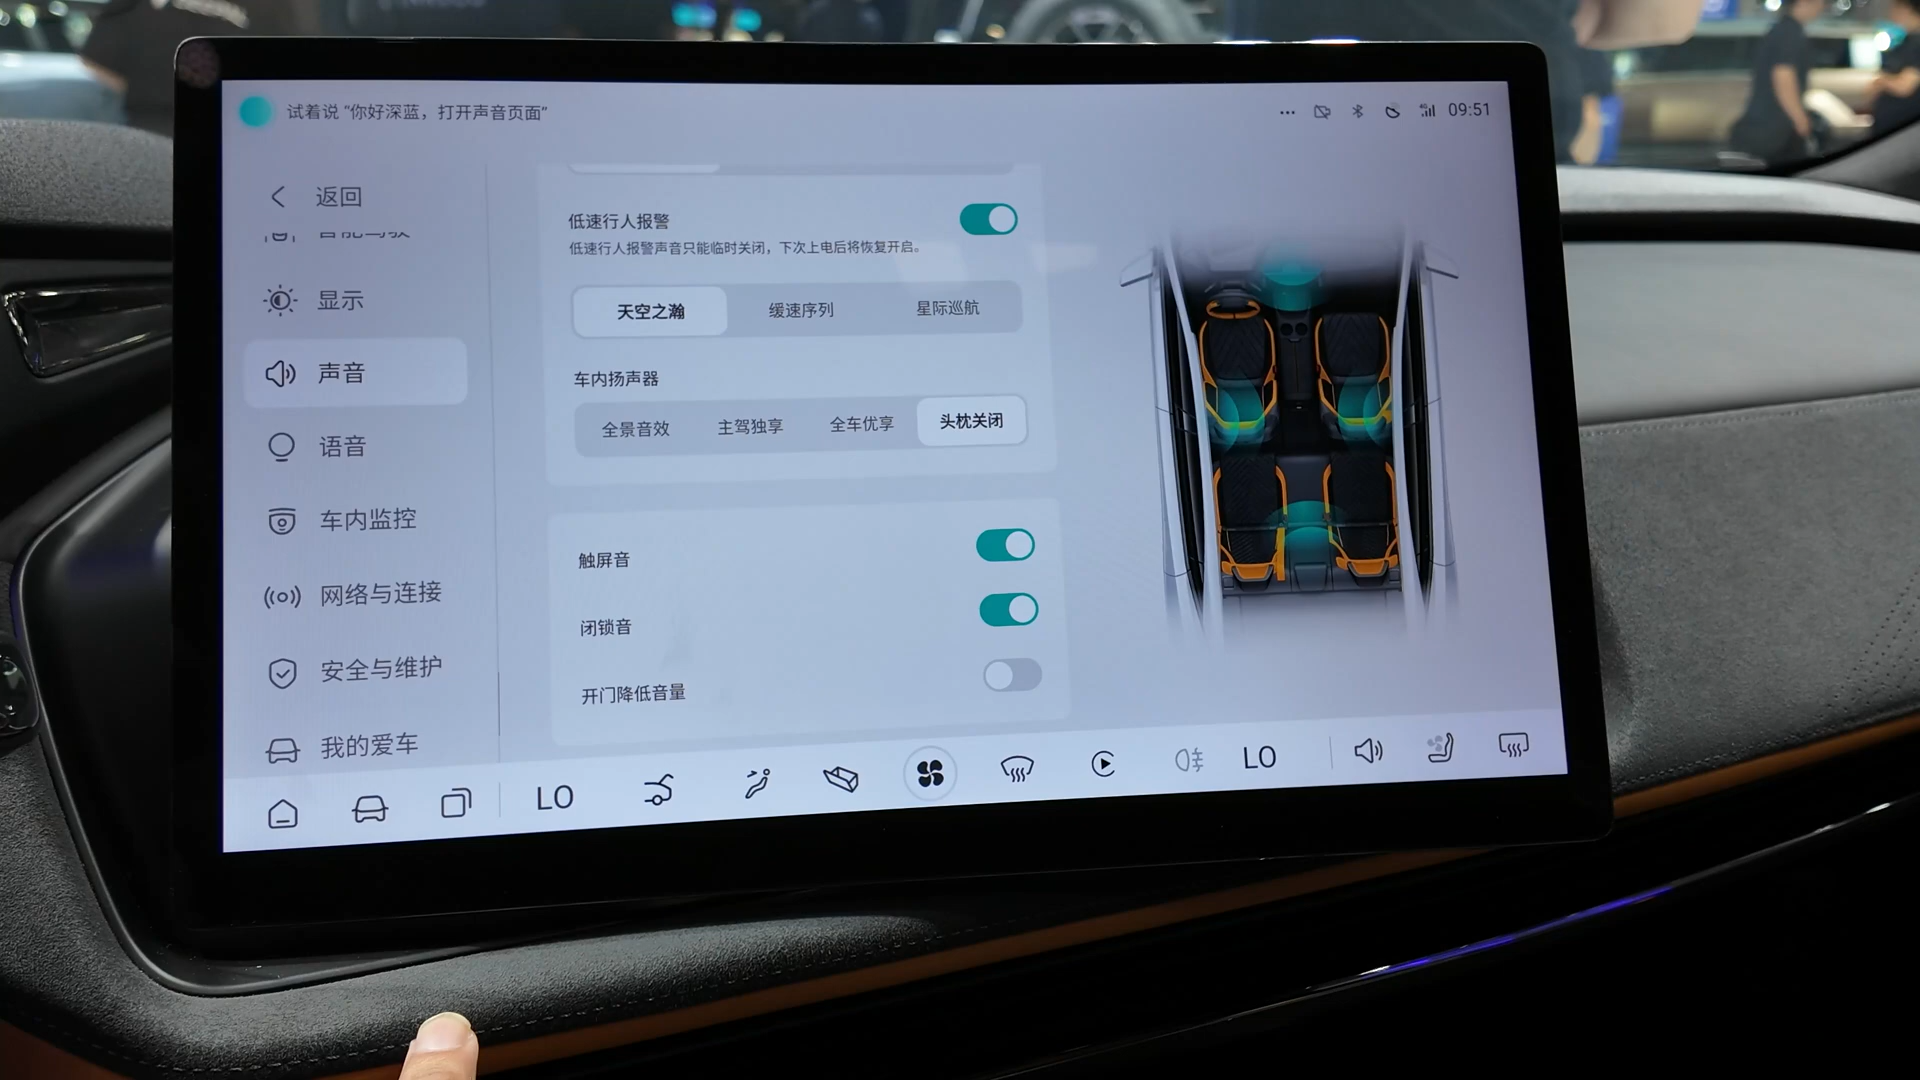 试着说 “你好深蓝，打开声音页面”
09:51
返回
智能驾驶
显示
声音
语音
车内监控
网络与连接
安全与维护
我的爱车
低速行人报警
低速行人报警声音只能临时关闭，下次上电后将恢复开启。
天空之瀚 缓速序列 星际巡航
车内扬声器
全景音效 主驾独享 全车优享 头枕关闭
触屏音
闭锁音
开门降低音量
LO
LO